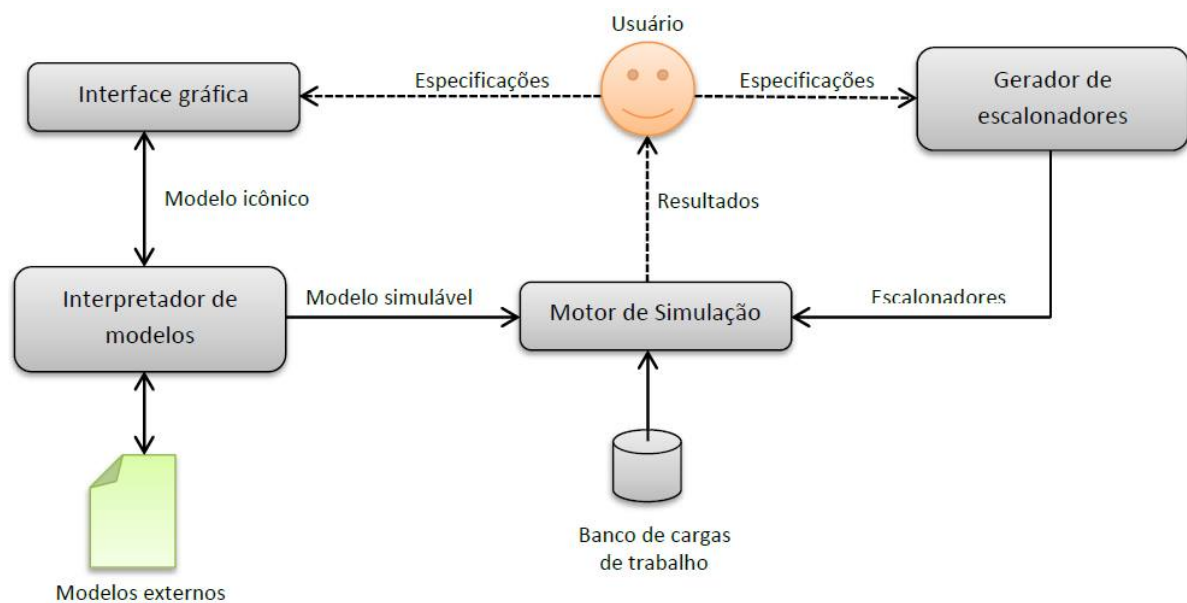 Usuário
Interface gráfica
Especificações
Especificações
Gerador de
escalonadores
Modelo icônico
Resultados
Interpretador de
modelos
Modelo simulável
Motor de Simulação
Escalonadores
Banco de cargas
de trabalho
Modelos externos